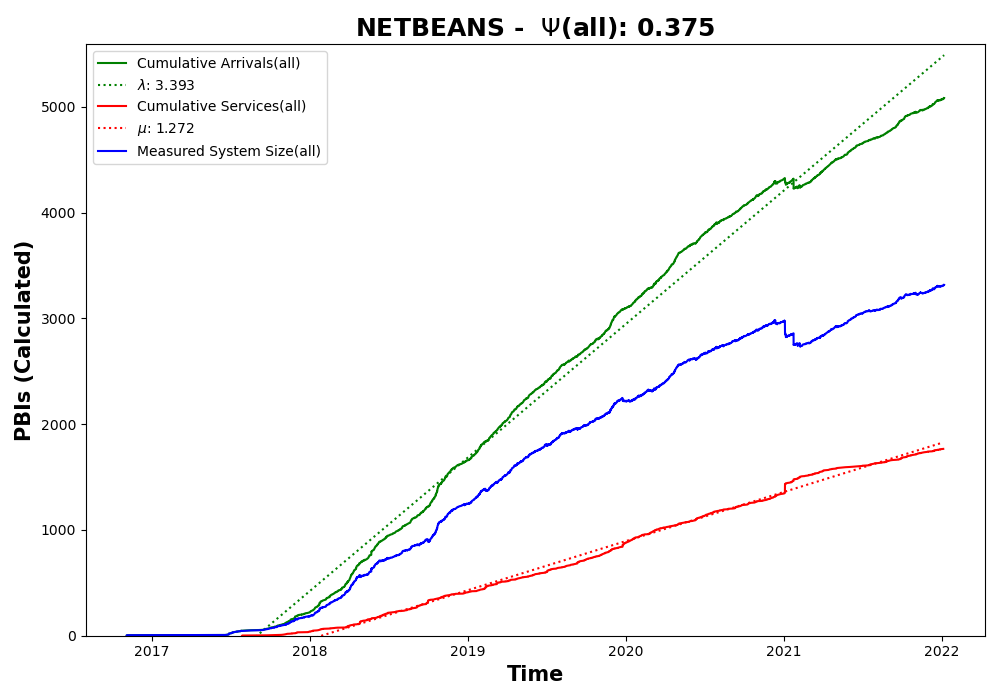 NETBEANS - Ψ(all): 0.375
Cumulative Arrivals(all)
λ: 3.393
Cumulative Services(all)
μ: 1.272
Measured System Size(all)
PBIs (Calculated)
5000
4000
3000
2000
1000
0
2017 2018 2019 2020 2021 2022
Time